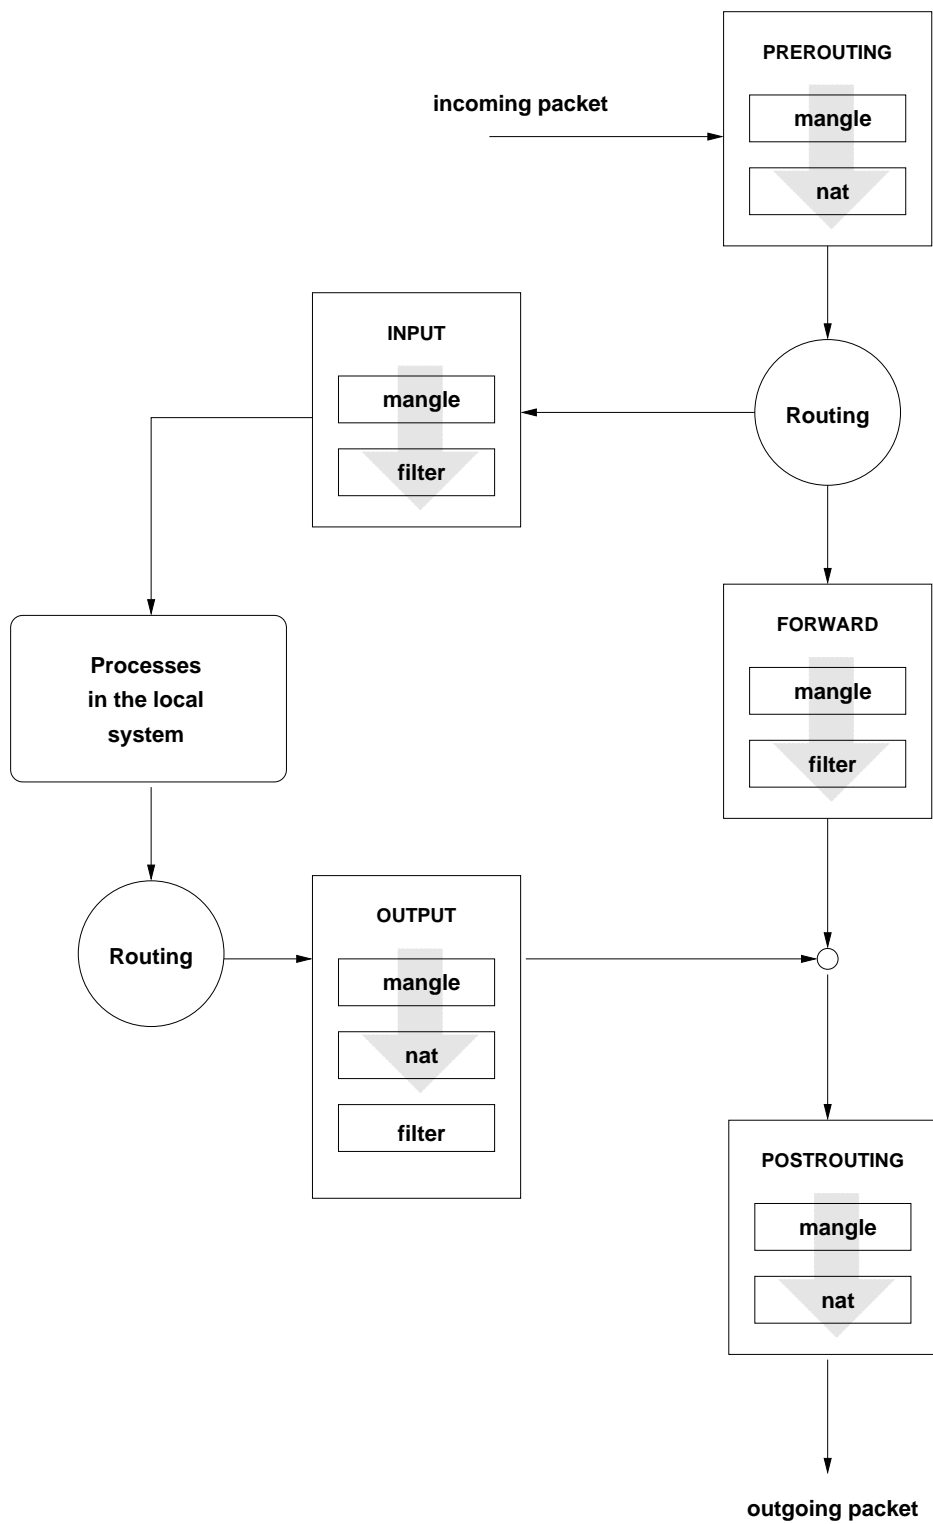 PREROUTING
incoming packet
mangle
nat
INPUT
mangle
filter
Routing
Processes
in the local
system
FORWARD
mangle
filter
Routing
OUTPUT
mangle
nat
filter
POSTROUTING
mangle
nat
outgoing packet